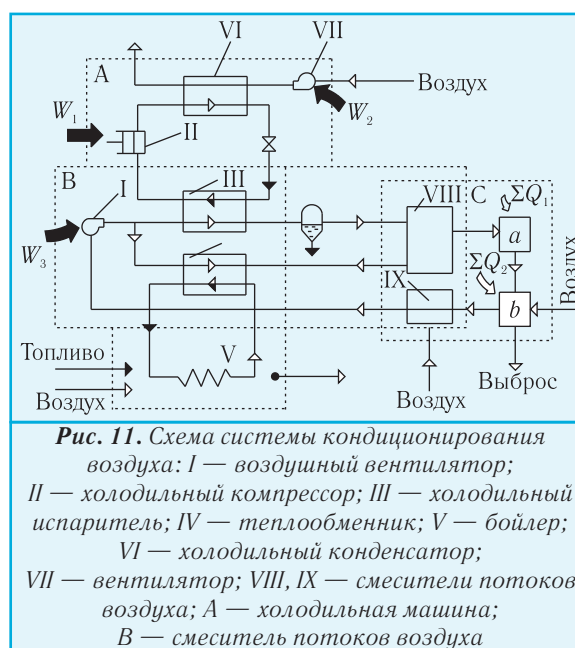 VI
VII
A
Воздух
W₁
II
W₂
B
I
III
VIII
C
ΣQ₁
a
W₃
ΣQ₂
IX
b
Воздух
Топливо
V
Воздух
Воздух
Выброс
Рис. 11. Схема системы кондиционирования
воздуха: I — воздушный вентилятор;
II — холодильный компрессор; III — холодильный
испаритель; IV — теплообменник; V — бойлер;
VI — холодильный конденсатор;
VII — вентилятор; VIII, IX — смесители потоков
воздуха; A — холодильная машина;
B — смеситель потоков воздуха